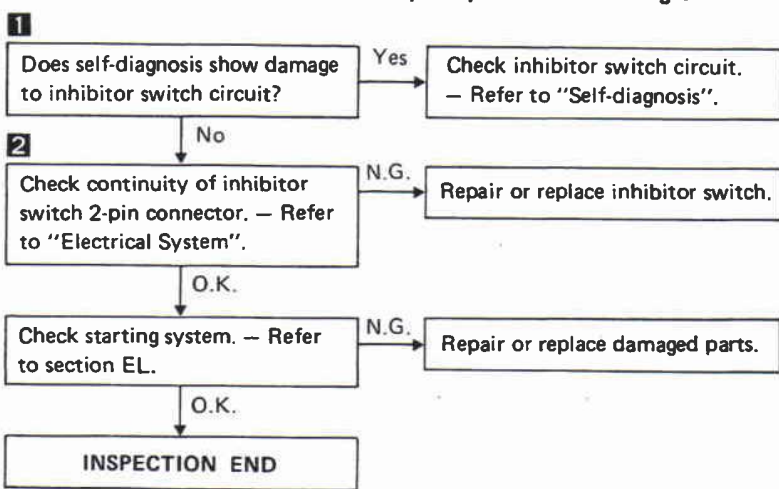 1
Does self-diagnosis show damage
to inhibitor switch circuit?
Yes
Check inhibitor switch circuit.
— Refer to "Self-diagnosis".
No
2
Check continuity of inhibitor
switch 2-pin connector. — Refer
to "Electrical System".
N.G.
Repair or replace inhibitor switch.
O.K.
Check starting system. — Refer
to section EL.
N.G.
Repair or replace damaged parts.
O.K.
INSPECTION END